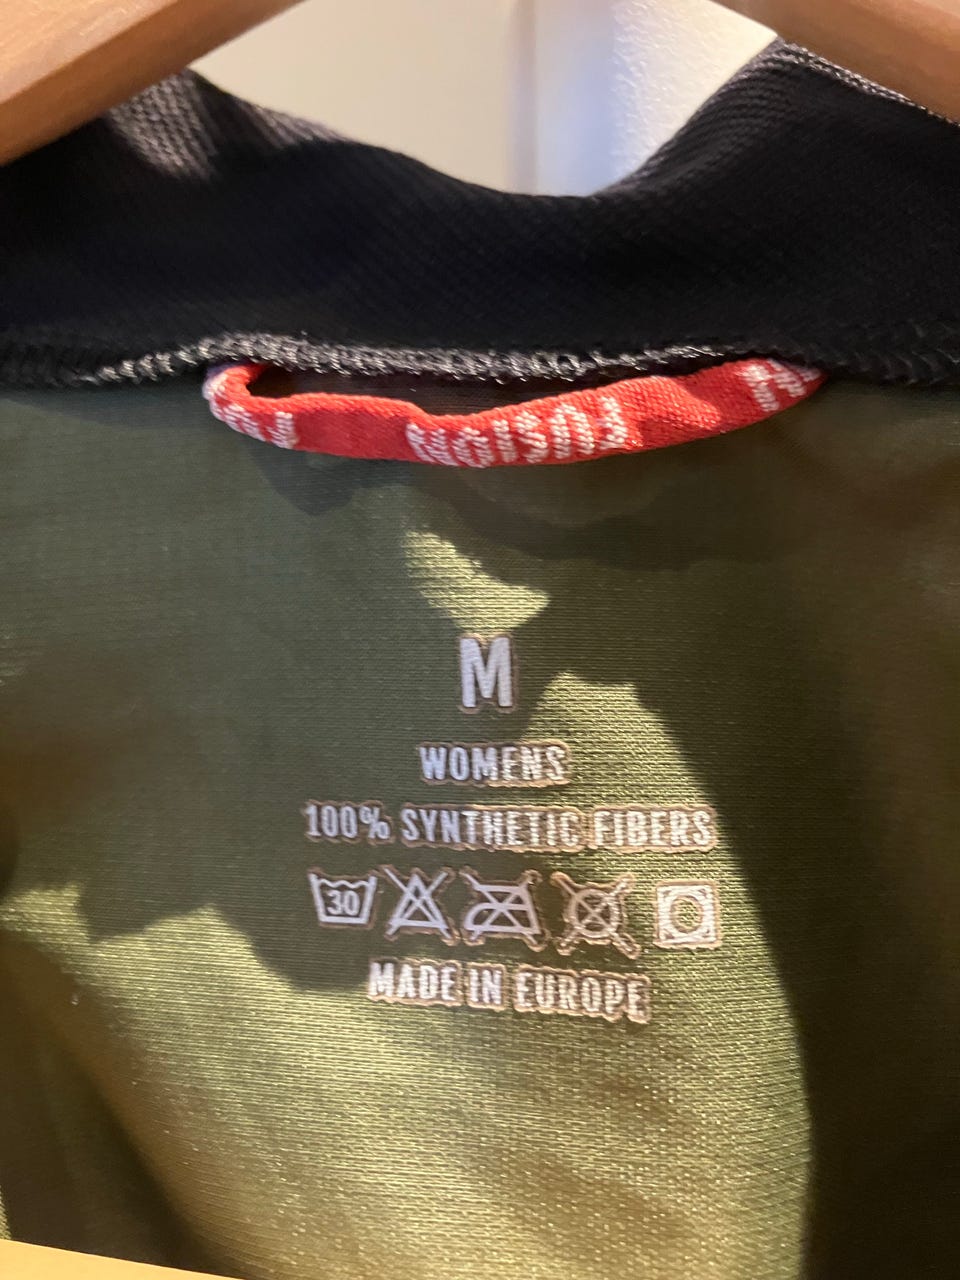 FUSION
M
WOMENS
100% SYNTHETIC FIBERS
30
MADE IN EUROPE